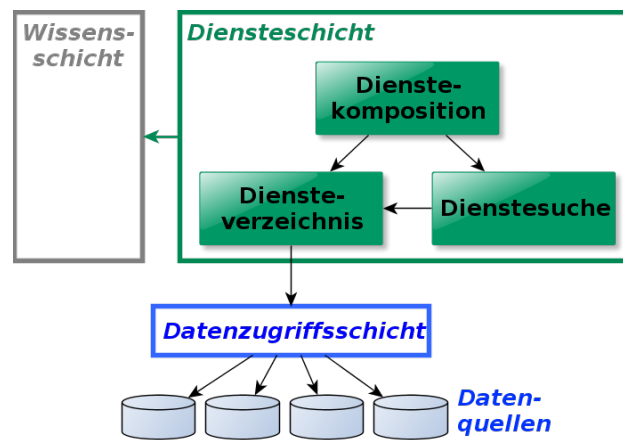 Wissens-
schicht
Diensteschicht
Dienste-
komposition
Dienste-
verzeichnis
Dienstesuche
Datenzugriffsschicht
Daten-
quellen